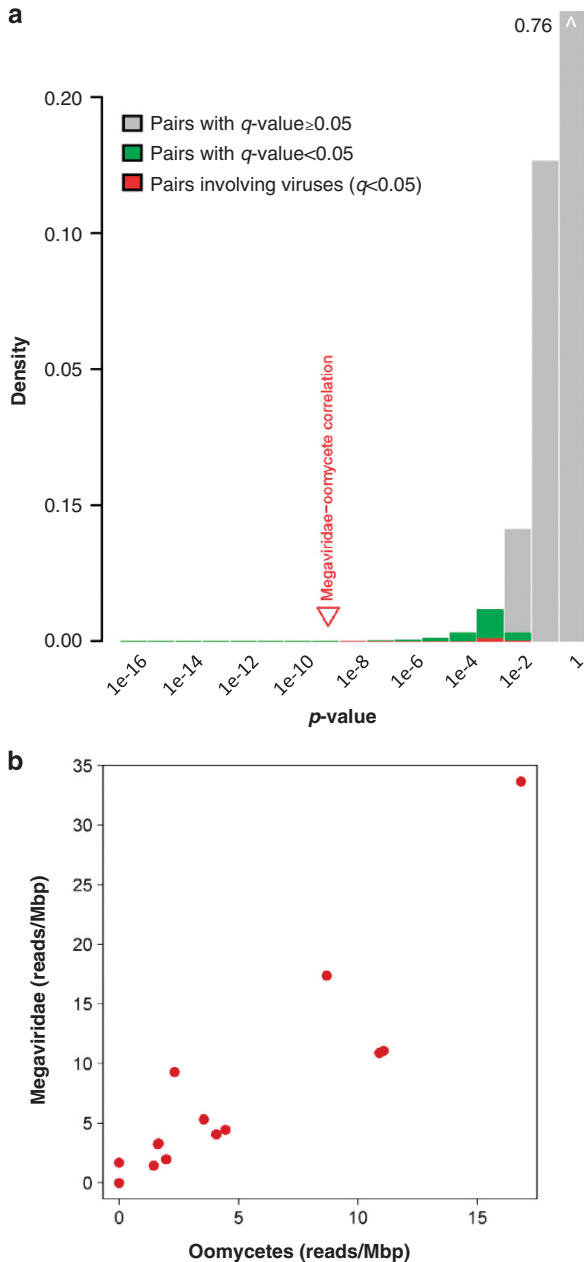 a
0.76
^
0.20
Pairs with q-value≥0.05
Pairs with q-value<0.05
Pairs involving viruses (q<0.05)
0.10
Density
0.05
Megaviridae−oomycete correlation
0.15
0.00
1e-16
1e-14
1e-12
1e-10
1e-8
1e-6
1e-4
1e-2
1
p-value
b
35
30
25
20
15
10
5
0
Megaviridae (reads/Mbp)
0
5
10
15
Oomycetes (reads/Mbp)